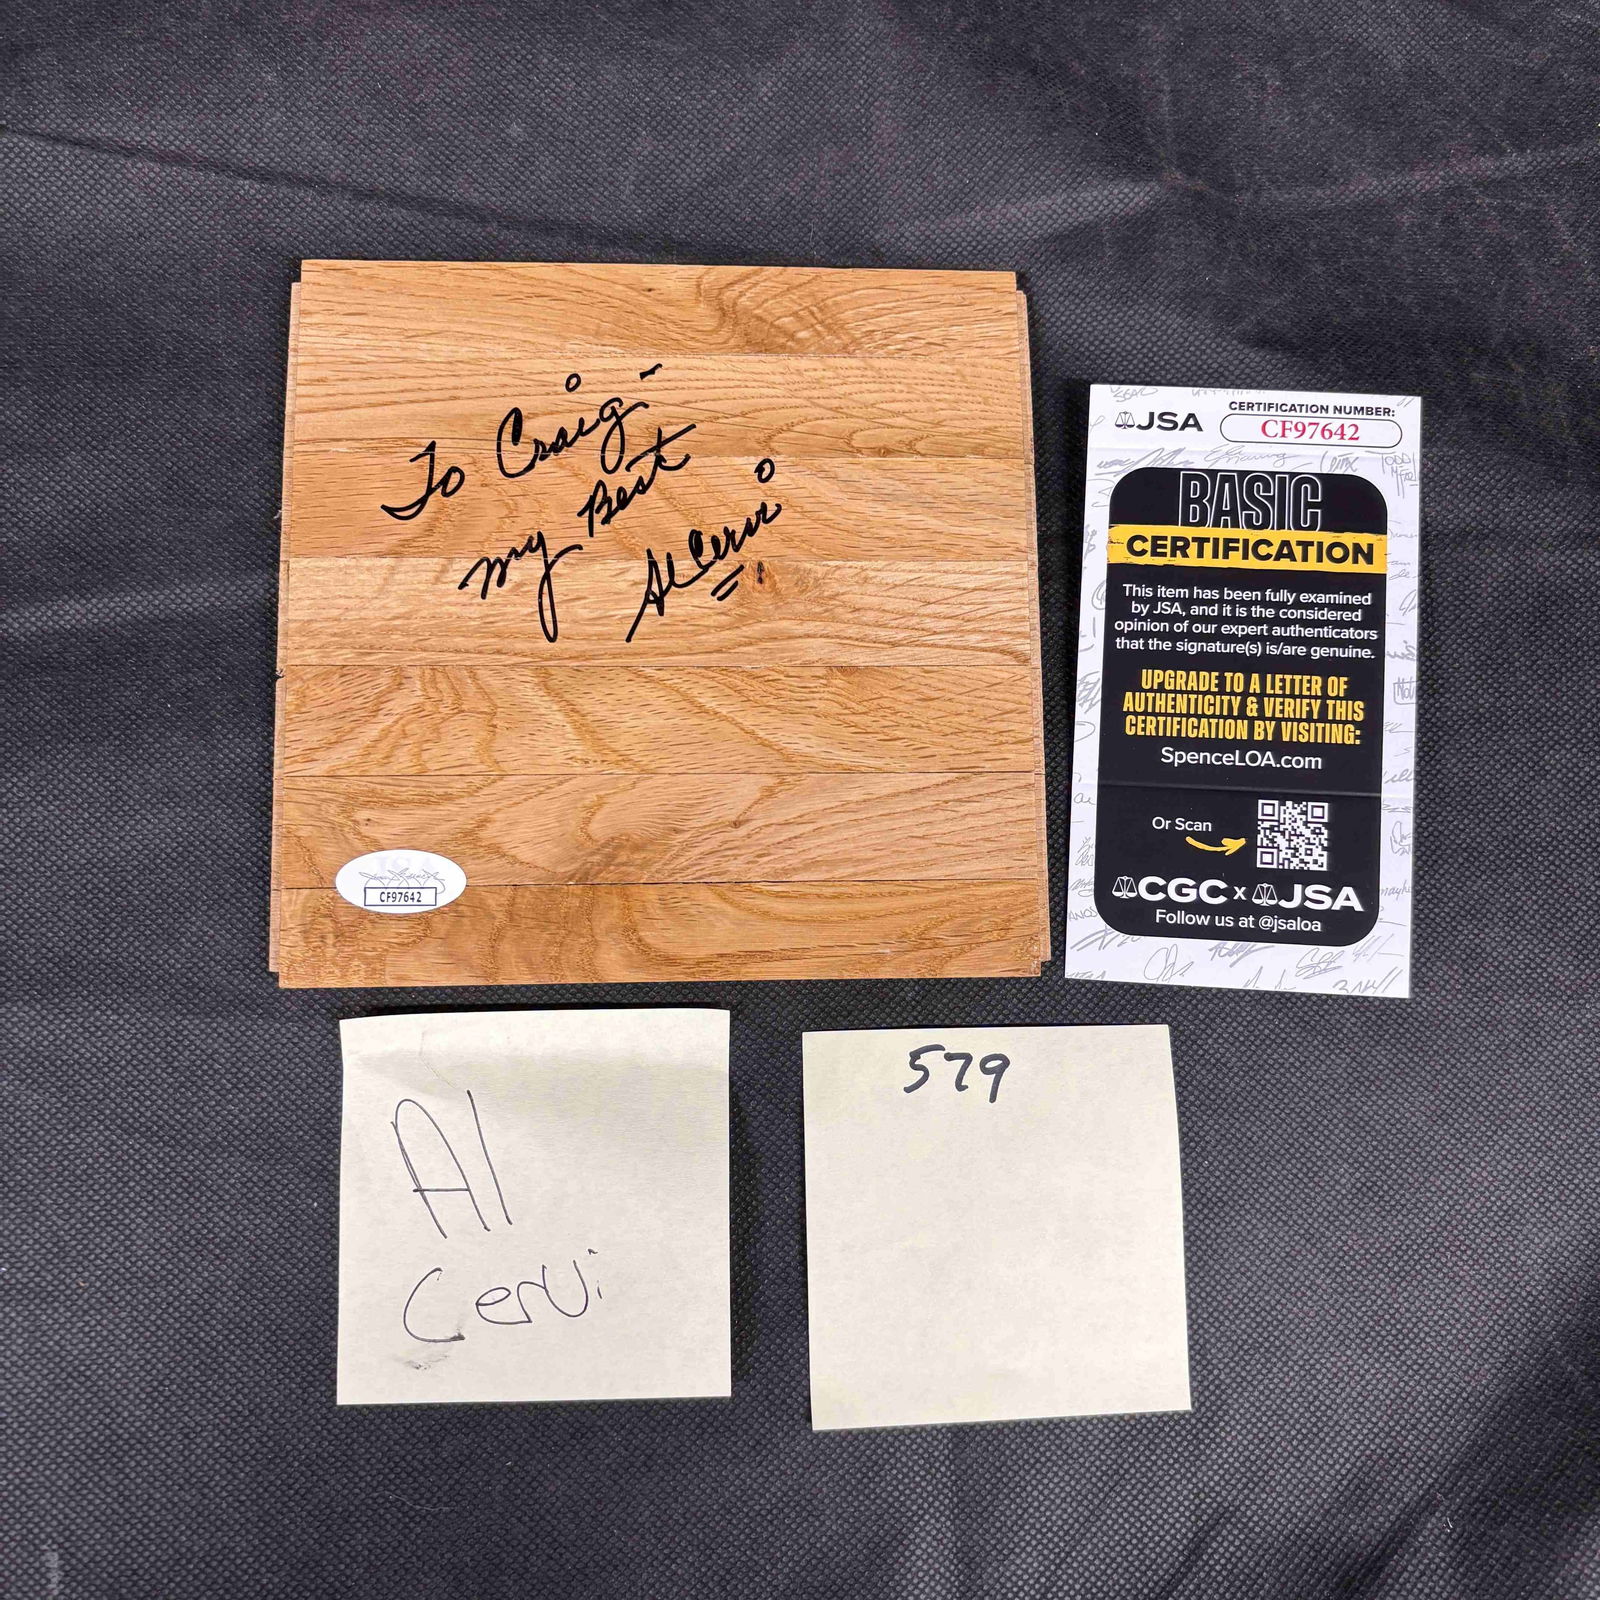 To Craig -
my Best
Al Cervi
CF97642
JSA
CERTIFICATION NUMBER:
CF97642
BASIC
CERTIFICATION
This item has been fully examined
by JSA, and it is the considered
opinion of our expert authenticators
that the signature(s) is/are genuine.
UPGRADE TO A LETTER OF
AUTHENTICITY & VERIFY THIS
CERTIFICATION BY VISITING:
SpenceLOA.com
Or Scan
CGC x JSA
Follow us at @jsaloa
Al
Cervi
579